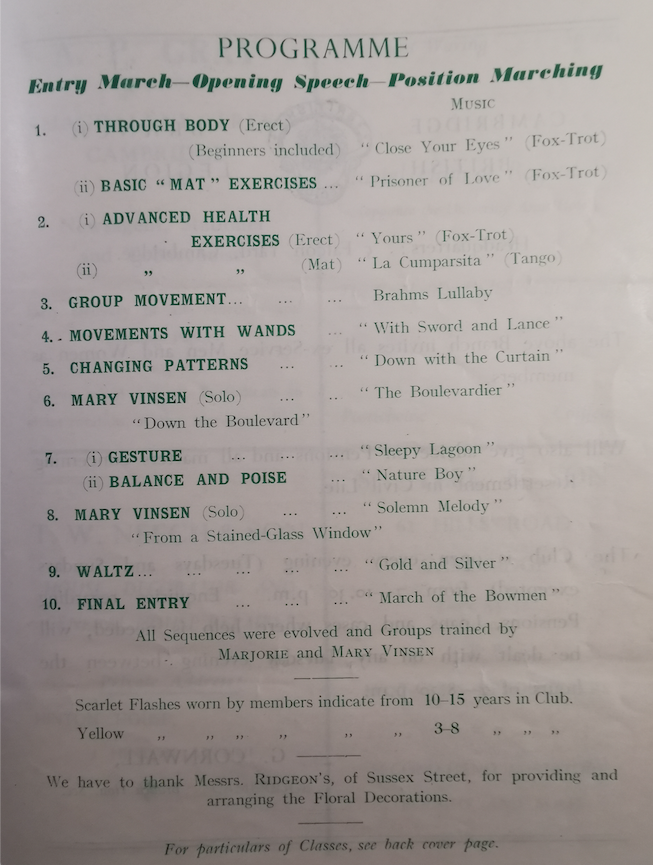 PROGRAMME
Entry March—Opening Speech—Position Marching
MUSIC
1. (i) THROUGH BODY (Erect)
(Beginners included) “ Close Your Eyes ” (Fox-Trot)
(ii) BASIC “ MAT ” EXERCISES ... “ Prisoner of Love ” (Fox-Trot)
2. (i) ADVANCED HEALTH
EXERCISES (Erect) “ Yours ” (Fox-Trot)
(ii) ,, ,, (Mat) “ La Cumparsita ” (Tango)
3. GROUP MOVEMENT... ... ... Brahms Lullaby
4. MOVEMENTS WITH WANDS ... “ With Sword and Lance ”
5. CHANGING PATTERNS ... ... “ Down with the Curtain ”
6. MARY VINSEN (Solo) ... ... “ The Boulevardier ”
“Down the Boulevard”
7. (i) GESTURE ... ... ... “ Sleepy Lagoon ”
(ii) BALANCE AND POISE ... “ Nature Boy ”
8. MARY VINSEN (Solo) ... ... “ Solemn Melody ”
“From a Stained-Glass Window”
9. WALTZ... ... ... ... ... “ Gold and Silver ”
10. FINAL ENTRY ... ... ... “ March of the Bowmen ”
All Sequences were evolved and Groups trained by
MARJORIE and MARY VINSEN
Scarlet Flashes worn by members indicate from 10-15 years in Club.
Yellow ,, ,, ,, ,, ,, ,, 3-8 ,, ,, ,,
We have to thank Messrs. RIDGEON'S, of Sussex Street, for providing and
arranging the Floral Decorations.
For particulars of Classes, see back cover page.